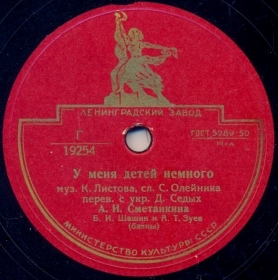 ЛЕНИНГРАДСКИЙ ЗАВОД
Г
19254
ГОСТ 5289-50
У меня детей немного
муз. К. Листова, сл. С. Олейника
перев. с укр. Д. Седых
А. И. Сметанкина
Б. И. Шашин и А. Т. Зуев
(баяны)
МИНИСТЕРСТВО КУЛЬТУРЫ СССР